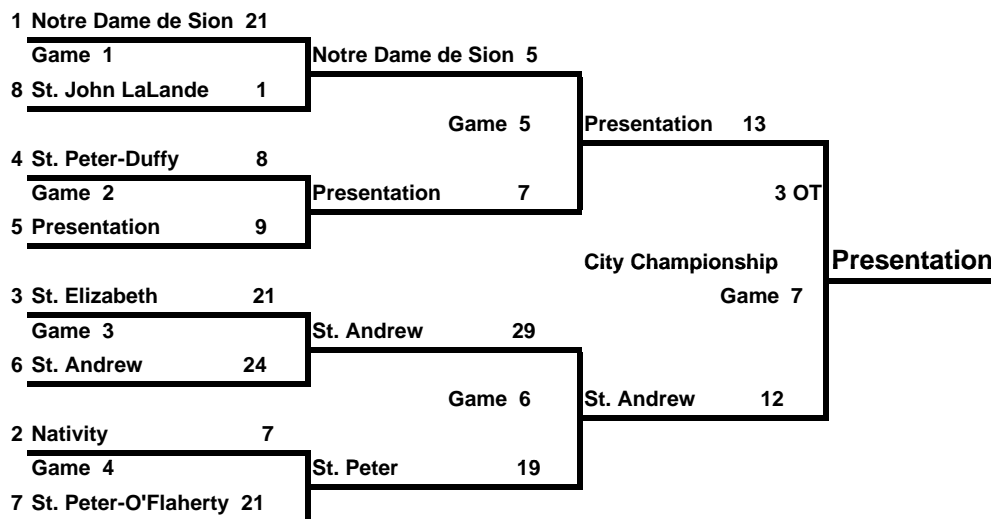 1 Notre Dame de Sion 21
Game 1
Notre Dame de Sion 5
8 St. John LaLande 1
Game 5
Presentation 13
4 St. Peter-Duffy 8
Game 2
Presentation 7
3 OT
5 Presentation 9
City Championship
Presentation
3 St. Elizabeth 21
Game 7
Game 3
St. Andrew 29
6 St. Andrew 24
Game 6
St. Andrew 12
2 Nativity 7
Game 4
St. Peter 19
7 St. Peter-O'Flaherty 21